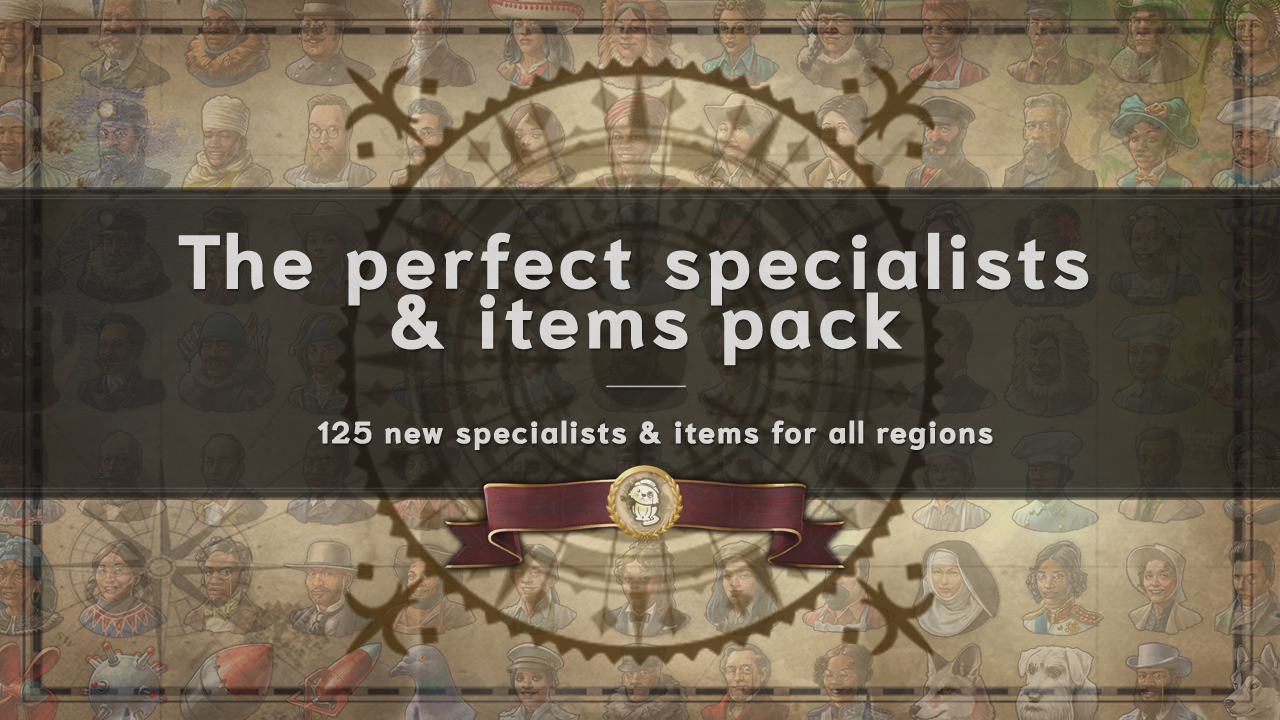 The perfect specialists
& items pack
125 new specialists & items for all regions